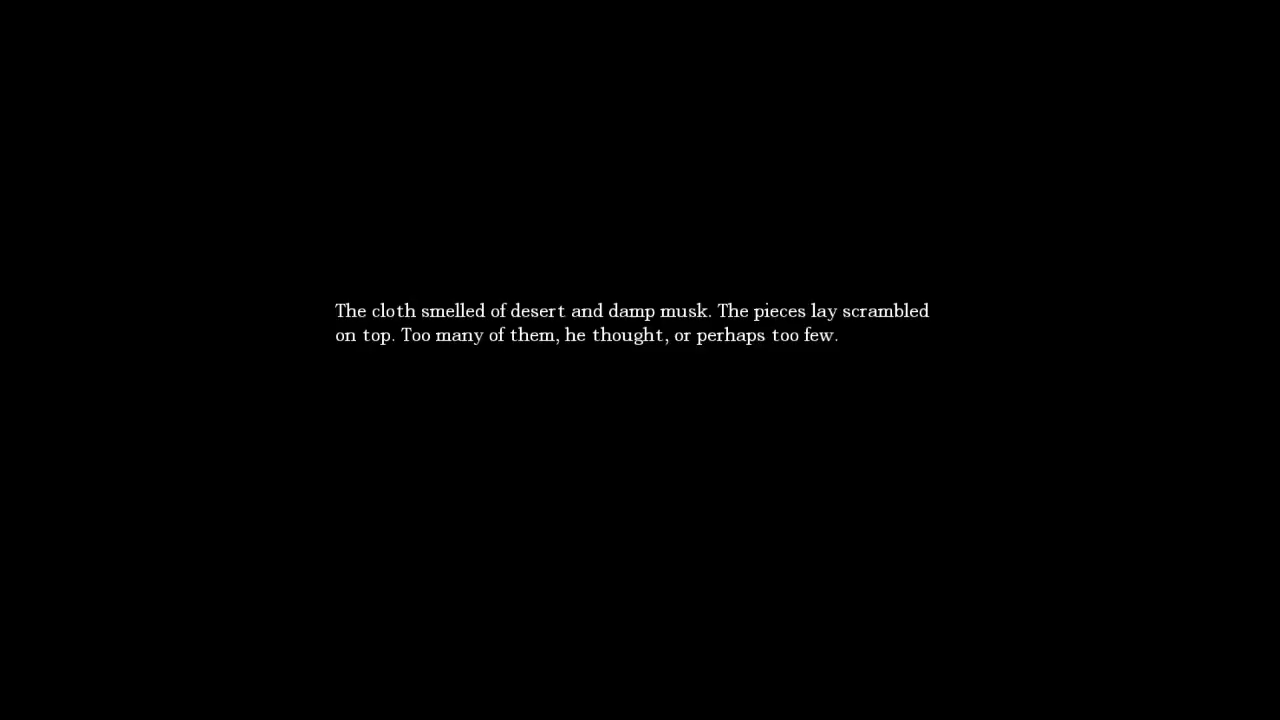 The cloth smelled of desert and damp musk. The pieces lay scrambled
on top. Too many of them, he thought, or perhaps too few.